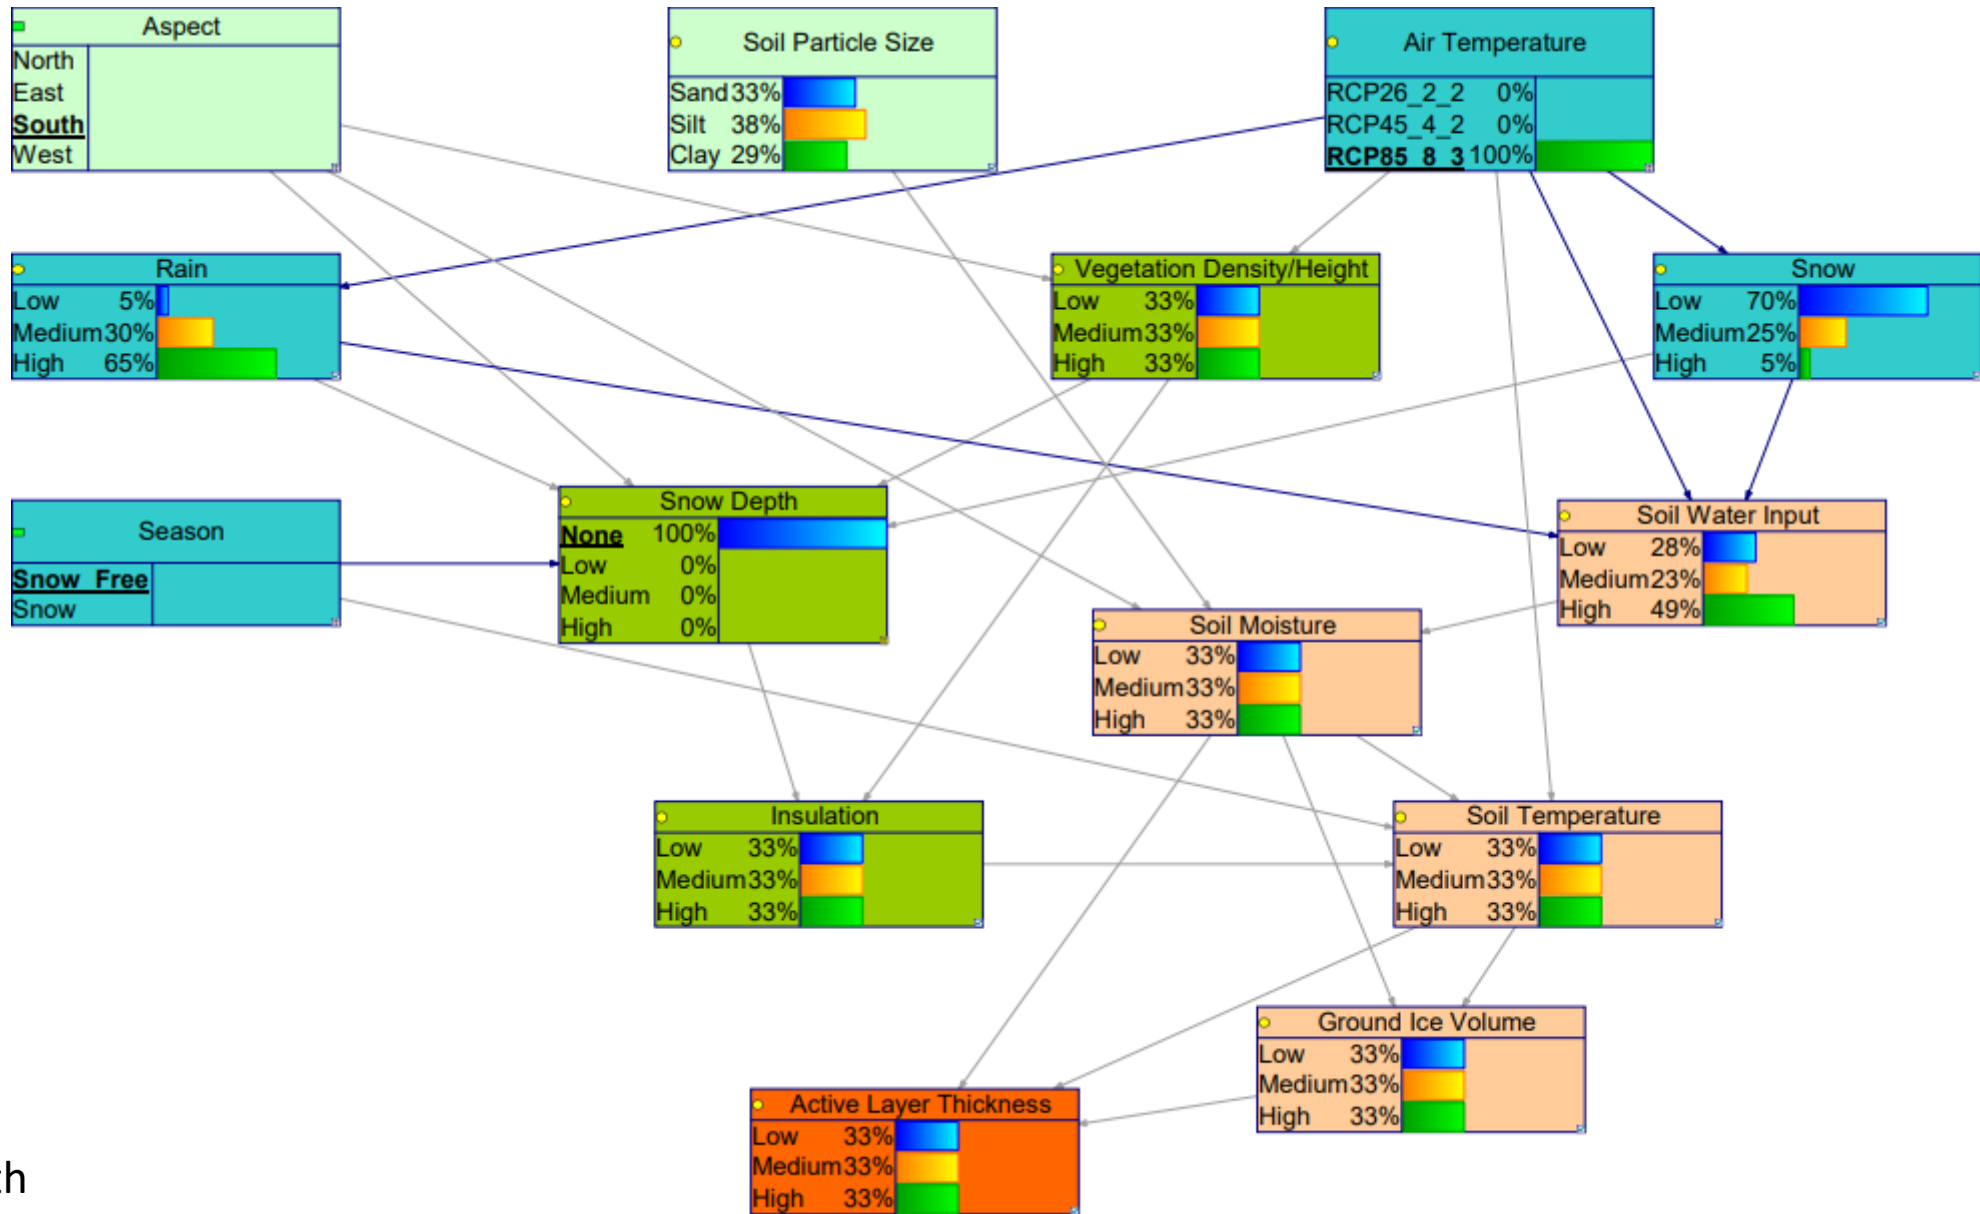 Aspect
North
East
South
West
Soil Particle Size
Sand 33%
Silt 38%
Clay 29%
Air Temperature
RCP26_2_2 0%
RCP45_4_2 0%
RCP85_8_3 100%
Rain
Low 5%
Medium 30%
High 65%
Vegetation Density/Height
Low 33%
Medium 33%
High 33%
Snow
Low 70%
Medium 25%
High 5%
Season
Snow_Free
Snow
Snow Depth
None 100%
Low 0%
Medium 0%
High 0%
Soil Water Input
Low 28%
Medium 23%
High 49%
Soil Moisture
Low 33%
Medium 33%
High 33%
Insulation
Low 33%
Medium 33%
High 33%
Soil Temperature
Low 33%
Medium 33%
High 33%
Ground Ice Volume
Low 33%
Medium 33%
High 33%
Active Layer Thickness
Low 33%
Medium 33%
High 33%